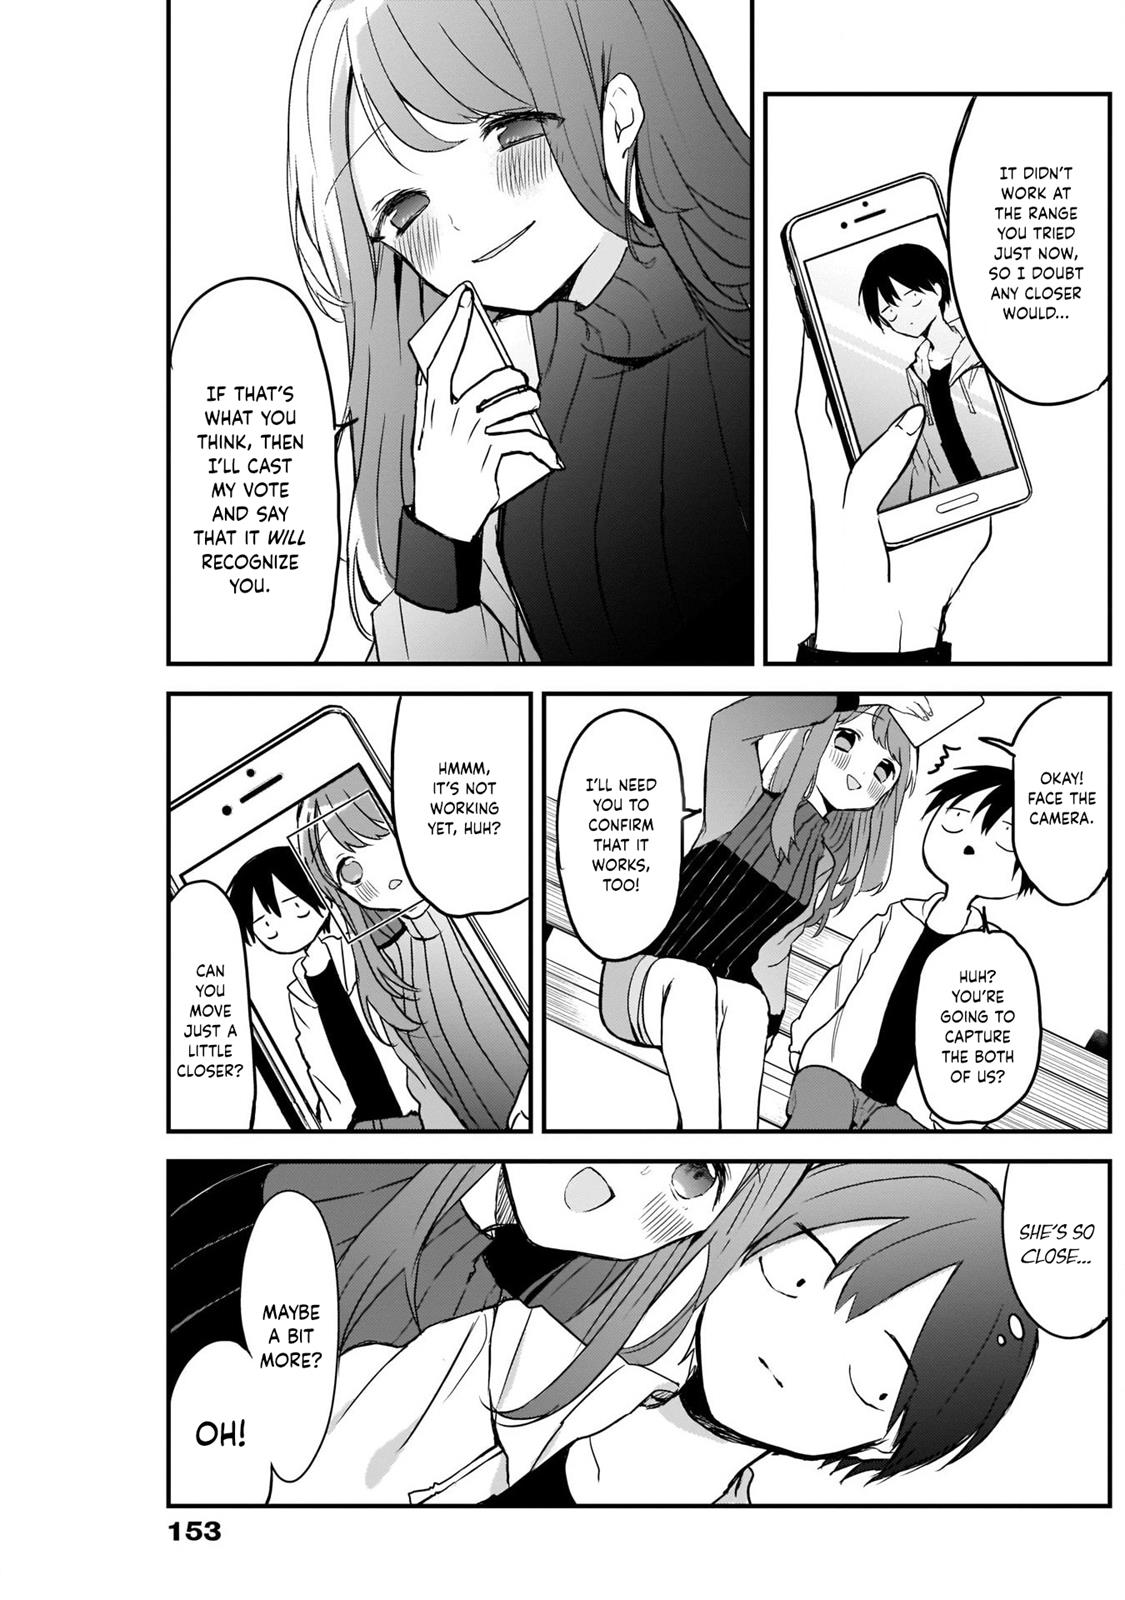 IT DIDN'T
WORK AT
THE RANGE
YOU TRIED
JUST NOW,
SO I DOUBT
ANY CLOSER
WOULD...
IF THAT'S
WHAT YOU
THINK, THEN
I'LL CAST
MY VOTE
AND SAY
THAT IT WILL
RECOGNIZE
YOU.
OKAY!
FACE THE
CAMERA.
HUH?
YOU'RE
GOING TO
CAPTURE
THE BOTH
OF US?
I'LL NEED
YOU TO
CONFIRM
THAT IT
WORKS,
TOO!
HMMM,
IT'S NOT
WORKING
YET, HUH?
CAN
YOU
MOVE
JUST A
LITTLE
CLOSER?
SHE'S SO
CLOSE...
MAYBE
A BIT
MORE?
OH!
153